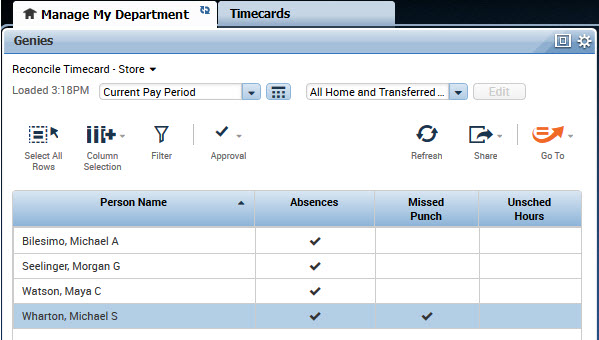 Manage My Department Timecards
Genies
Reconcile Timecard - Store
Loaded 3:18PM Current Pay Period All Home and Transferred ... Edit
Select All Rows Column Selection Filter Approval Refresh Share Go To
Person Name Absences Missed Punch Unsched Hours
Bilesimo, Michael A
Seelinger, Morgan G
Watson, Maya C
Wharton, Michael S